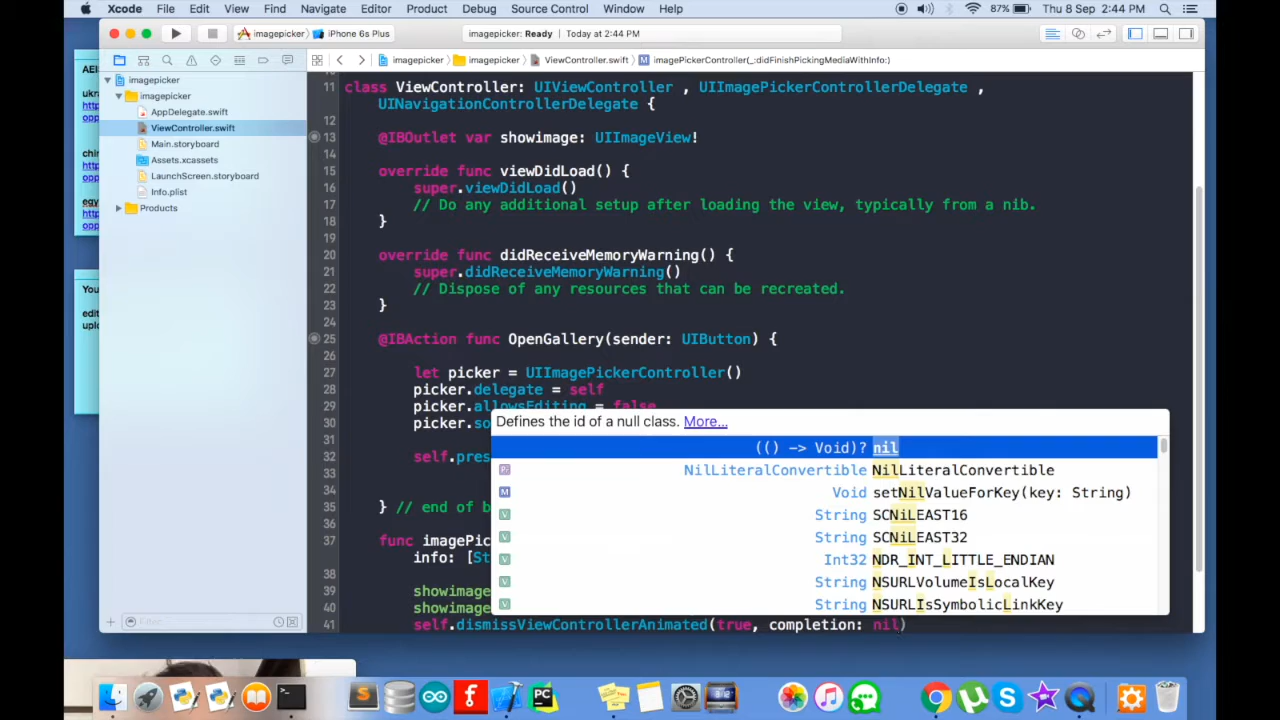 Xcode File Edit View Find Navigate Editor Product Debug Source Control Window Help 87% Thu 8 Sep 2:44 PM
imagepicker iPhone 6s Plus imagepicker: Ready Today at 2:44 PM
imagepicker imagepicker ViewController.swift M imagePickerController(_:didFinishPickingMediaWithInfo:)
imagepicker
imagepicker
AppDelegate.swift
ViewController.swift
Main.storyboard
Assets.xcassets
LaunchScreen.storyboard
Info.plist
Products
Filter
11 class ViewController: UIViewController , UIImagePickerControllerDelegate ,
UINavigationControllerDelegate {
12
13 @IBOutlet var showimage: UIImageView!
14
15 override func viewDidLoad() {
16 super.viewDidLoad()
17 // Do any additional setup after loading the view, typically from a nib.
18 }
19
20 override func didReceiveMemoryWarning() {
21 super.didReceiveMemoryWarning()
22 // Dispose of any resources that can be recreated.
23 }
24
25 @IBAction func OpenGallery(sender: UIButton) {
26
27 let picker = UIImagePickerController()
28 picker.delegate = self
29 picker.allowsEditing = false
30 picker.so
31
32 self.pres
33
34
35 } // end of b
36
37 func imagePic
info: [St
38
39 showimage
40 showimage
41 self.dismissViewControllerAnimated(true, completion: nil)
Defines the id of a null class. More...
(() -> Void)? nil
NilLiteralConvertible NilLiteralConvertible
M Void setNilValueForKey(key: String)
V String SCNiLEAST16
V String SCNiLEAST32
V Int32 NDR_INT_LITTLE_ENDIAN
V String NSURLVolumeIsLocalKey
V String NSURLIsSymbolicLinkKey